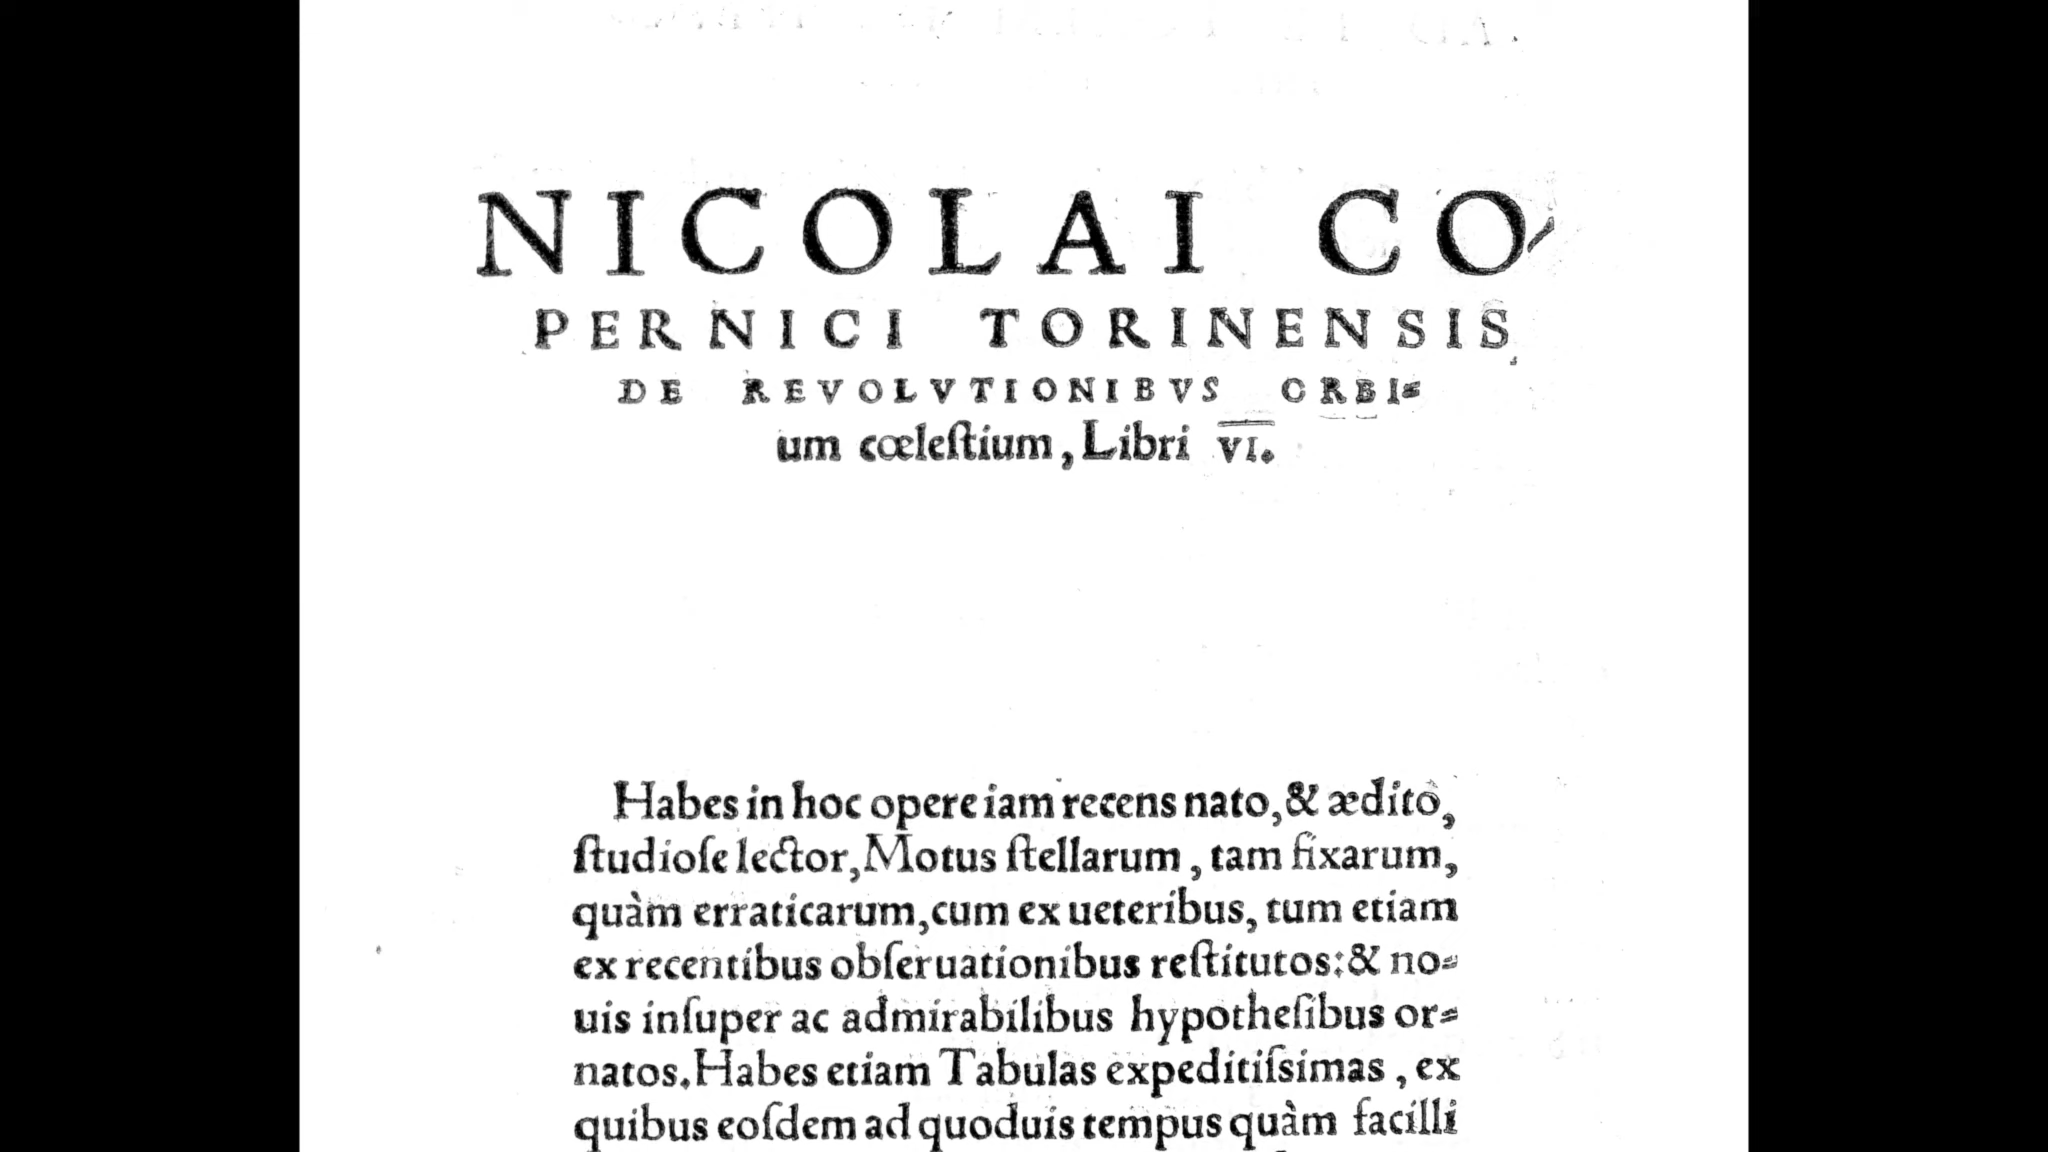 NICOLAI CO-
PERNICI TORINENSIS
DE REVOLVTIONIBVS ORBI=
um cœleſtium, Libri VI.
Habes in hoc opere iam recens nato, & ædito,
ſtudioſe lector, Motus ſtellarum, tam fixarum,
quàm erraticarum, cum ex ueteribus, tum etiam
ex recentibus obſeruationibus reſtitutos: & no=
uis inſuper ac admirabilibus hypotheſibus or=
natos. Habes etiam Tabulas expeditiſsimas, ex
quibus eoſdem ad quoduis tempus quàm facilli